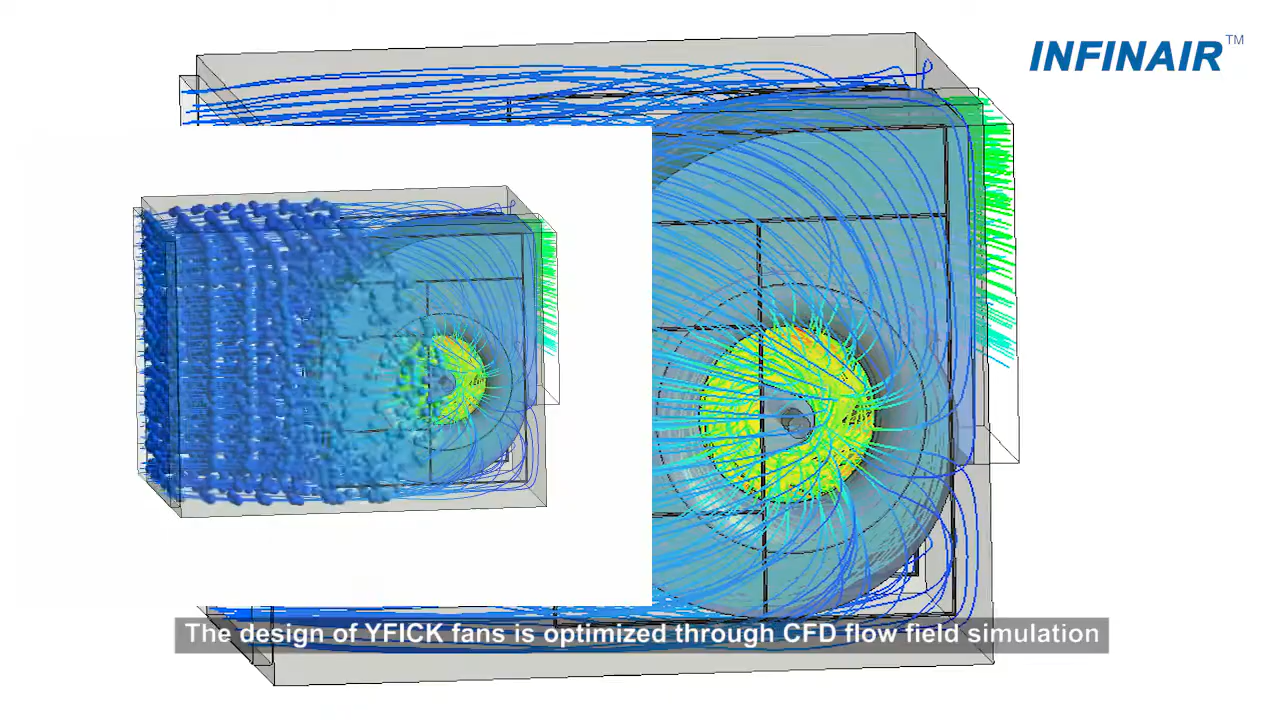 INFINAIR™
The design of YFICK fans is optimized through CFD flow field simulation